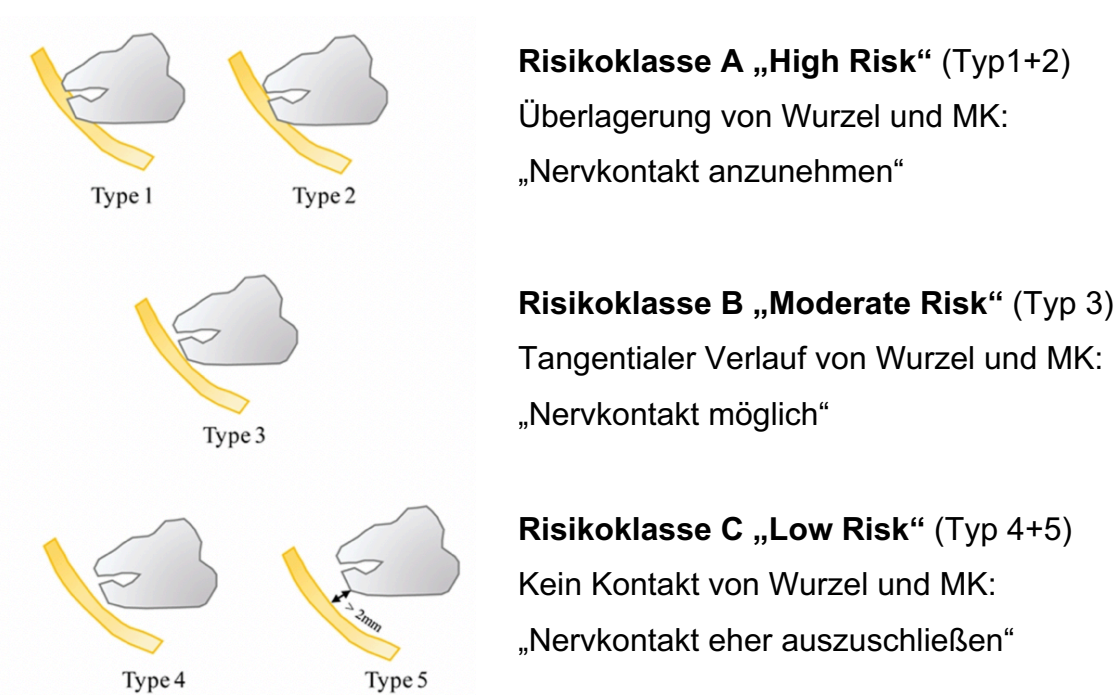 Type 1
Type 2
Risikoklasse A „High Risk“ (Typ1+2)
Überlagerung von Wurzel und MK:
„Nervkontakt anzunehmen“
Type 3
Risikoklasse B „Moderate Risk“ (Typ 3)
Tangentialer Verlauf von Wurzel und MK:
„Nervkontakt möglich“
> 2mm
Type 4
Type 5
Risikoklasse C „Low Risk“ (Typ 4+5)
Kein Kontakt von Wurzel und MK:
„Nervkontakt eher auszuschließen“